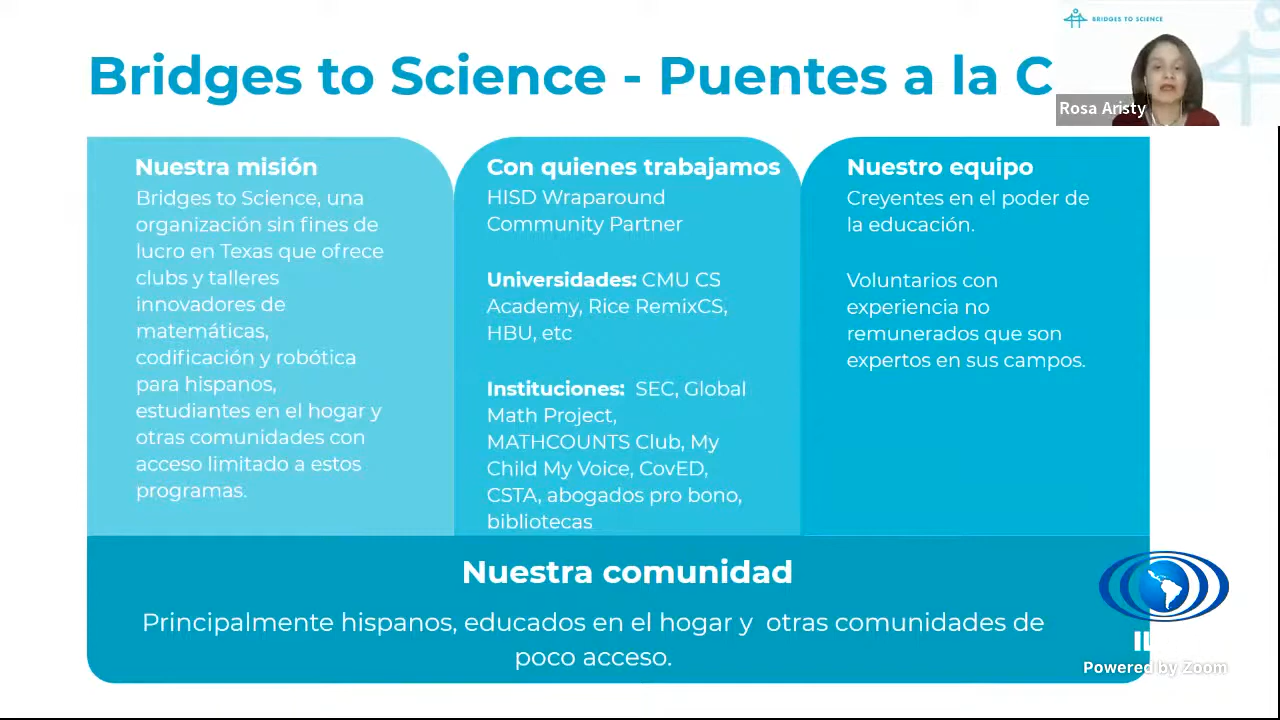 BRIDGES TO SCIENCE
Bridges to Science - Puentes a la C
Rosa Aristy
Nuestra misión
Bridges to Science, una
organización sin fines de
lucro en Texas que ofrece
clubs y talleres
innovadores de
matemáticas,
codificación y robótica
para hispanos,
estudiantes en el hogar y
otras comunidades con
acceso limitado a estos
programas.
Con quienes trabajamos
HISD Wraparound
Community Partner
Universidades: CMU CS
Academy, Rice RemixCS,
HBU, etc
Instituciones: SEC, Global
Math Project,
MATHCOUNTS Club, My
Child My Voice, CovED,
CSTA, abogados pro bono,
bibliotecas
Nuestro equipo
Creyentes en el poder de
la educación.
Voluntarios con
experiencia no
remunerados que son
expertos en sus campos.
Nuestra comunidad
Principalmente hispanos, educados en el hogar y otras comunidades de
poco acceso.
Powered by Zoom